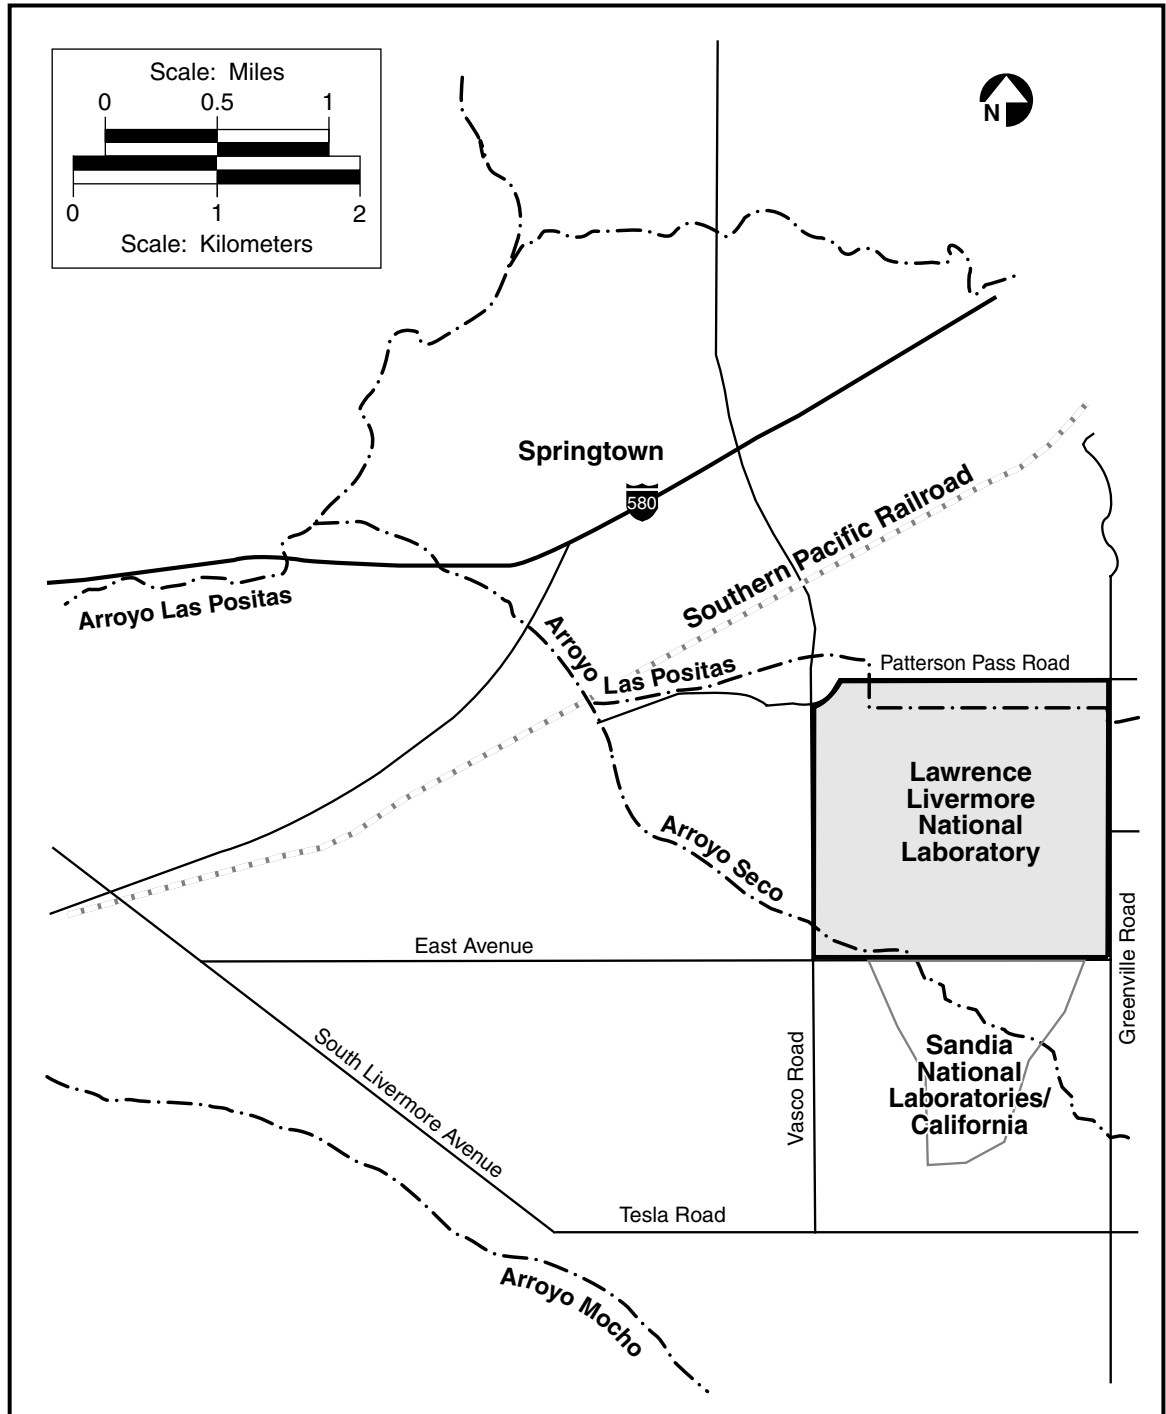 Scale: Miles
0 0.5 1
0 1 2
Scale: Kilometers
N
Springtown
580
Southern Pacific Railroad
Arroyo Las Positas
Arroyo
Las Positas
Patterson Pass Road
Lawrence
Livermore
National
Laboratory
Arroyo Seco
East Avenue
Greenville Road
South Livermore Avenue
Vasco Road
Sandia
National
Laboratories/
California
Tesla Road
Arroyo Mocho